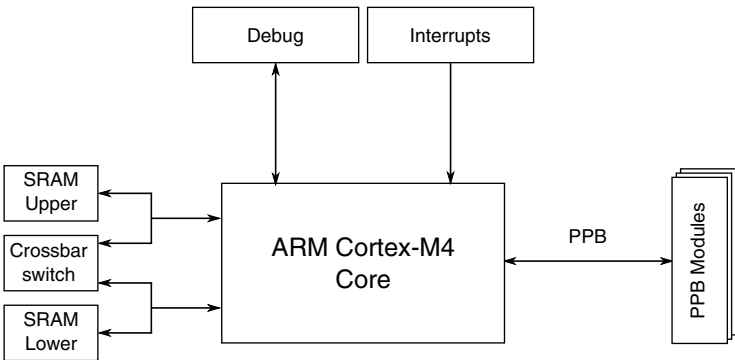 Debug
Interrupts
SRAM
Upper
Crossbar
switch
SRAM
Lower
ARM Cortex-M4
Core
PPB
PPB Modules